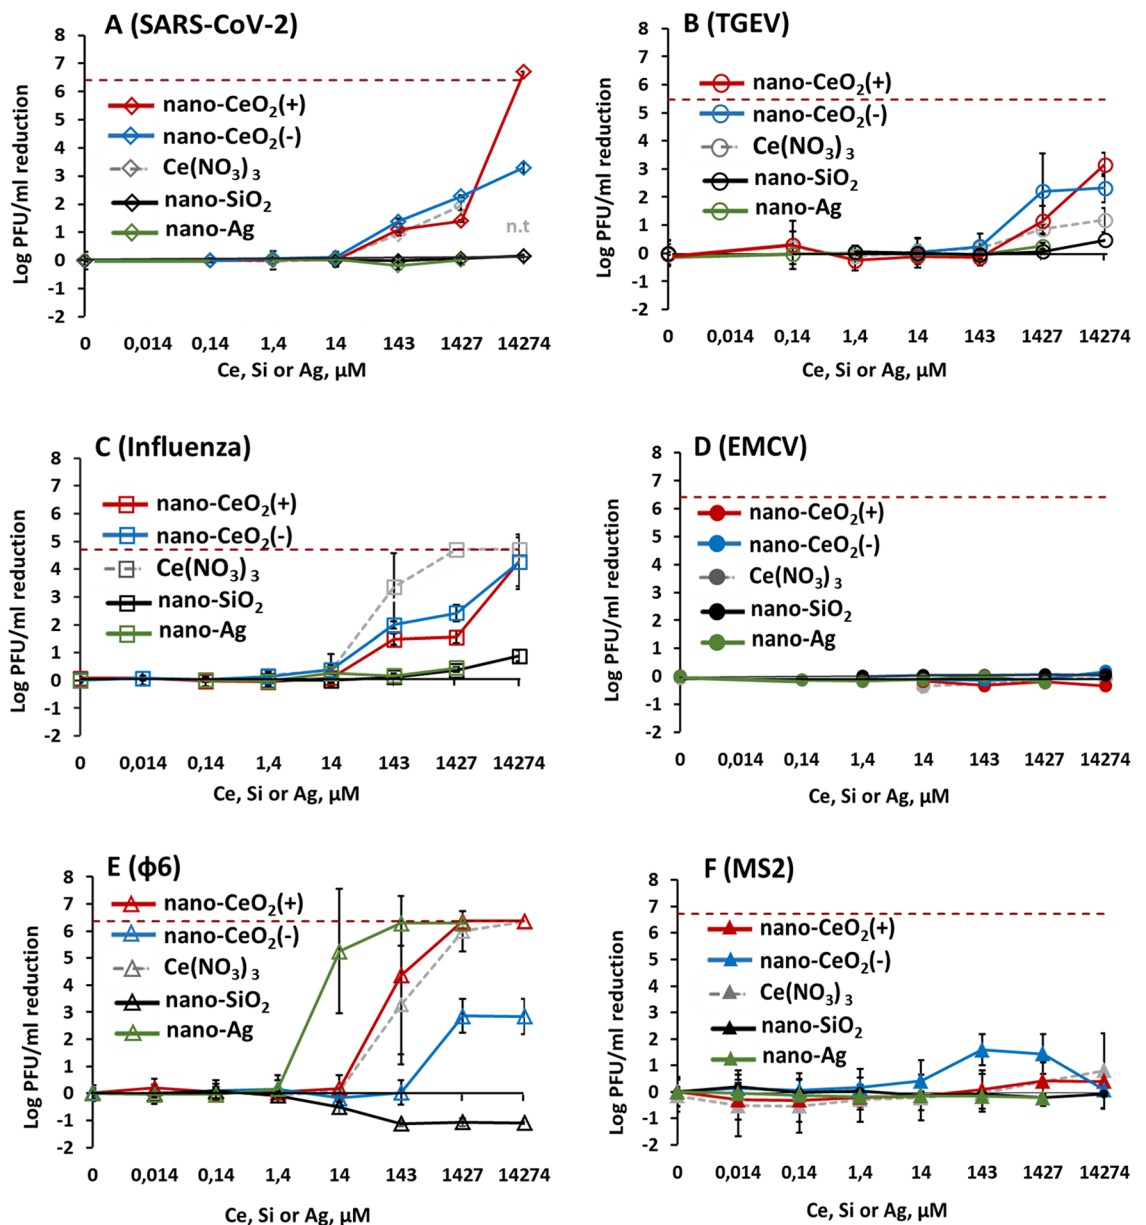 A (SARS-CoV-2)
8
7
6
5
4
3
2
1
0
-1
-2
Log PFU/ml reduction
nano-CeO₂(+)
nano-CeO₂(-)
Ce(NO₃)₃
nano-SiO₂
nano-Ag
n.t
0 0,014 0,14 1,4 14 143 1427 14274
Ce, Si or Ag, µM
B (TGEV)
8
7
6
5
4
3
2
1
0
-1
-2
Log PFU/ml reduction
nano-CeO₂(+)
nano-CeO₂(-)
Ce(NO₃)₃
nano-SiO₂
nano-Ag
0 0,014 0,14 1,4 14 143 1427 14274
Ce, Si or Ag, µM
C (Influenza)
8
7
6
5
4
3
2
1
0
-1
-2
Log PFU/ml reduction
nano-CeO₂(+)
nano-CeO₂(-)
Ce(NO₃)₃
nano-SiO₂
nano-Ag
0 0,014 0,14 1,4 14 143 1427 14274
Ce, Si or Ag, µM
D (EMCV)
8
7
6
5
4
3
2
1
0
-1
-2
Log PFU/ml reduction
nano-CeO₂(+)
nano-CeO₂(-)
Ce(NO₃)₃
nano-SiO₂
nano-Ag
0 0,014 0,14 1,4 14 143 1427 14274
Ce, Si or Ag, µM
E (ϕ6)
8
7
6
5
4
3
2
1
0
-1
-2
Log PFU/ml reduction
nano-CeO₂(+)
nano-CeO₂(-)
Ce(NO₃)₃
nano-SiO₂
nano-Ag
0 0,014 0,14 1,4 14 143 1427 14274
Ce, Si or Ag, µM
F (MS2)
8
7
6
5
4
3
2
1
0
-1
-2
Log PFU/ml reduction
nano-CeO₂(+)
nano-CeO₂(-)
Ce(NO₃)₃
nano-SiO₂
nano-Ag
0 0,014 0,14 1,4 14 143 1427 14274
Ce, Si or Ag, µM